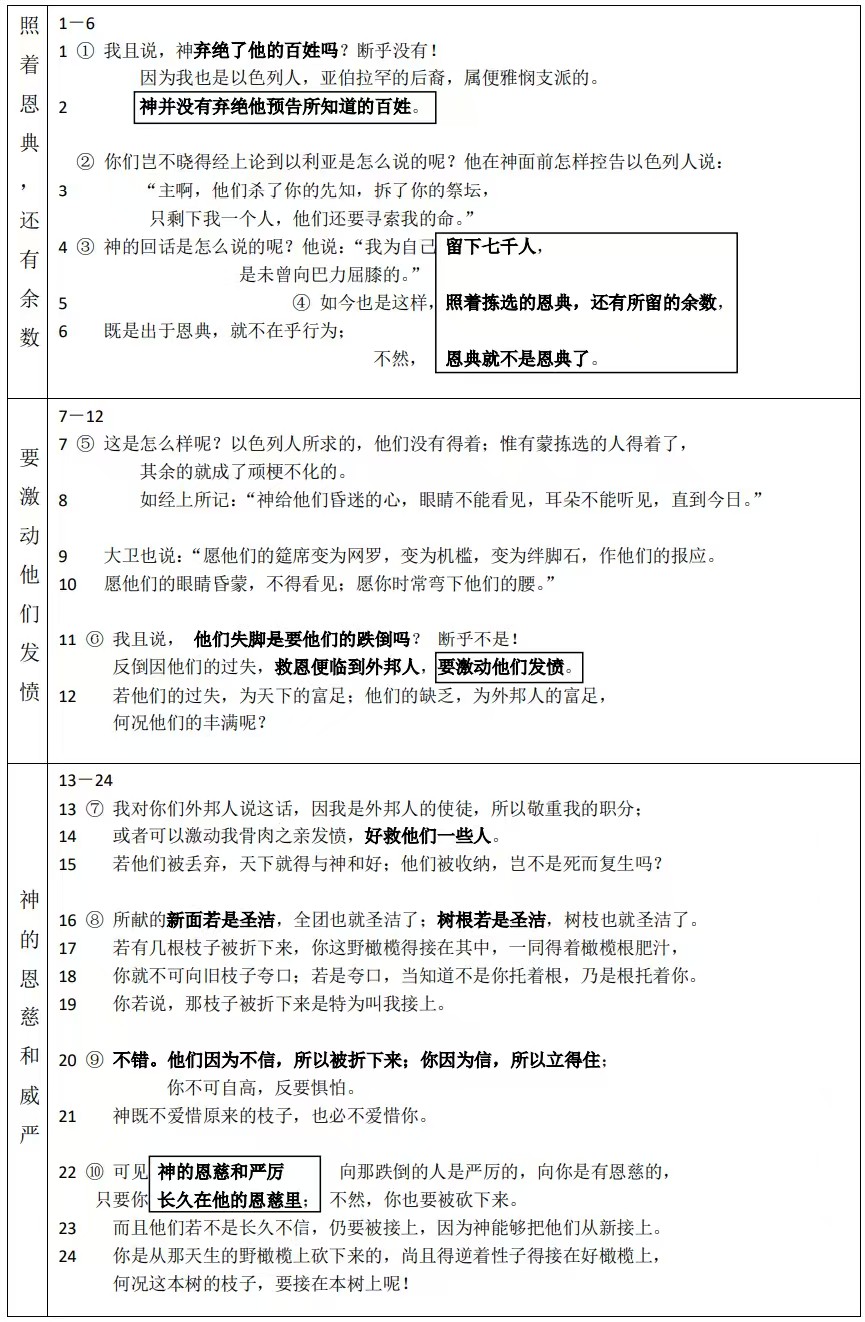 照着恩典，还有余数
1－6
1 ① 我且说，神弃绝了他的百姓吗？断乎没有！
因为我也是以色列人，亚伯拉罕的后裔，属便雅悯支派的。
2 神并没有弃绝他预告所知道的百姓。
② 你们岂不晓得经上论到以利亚是怎么说的呢？他在神面前怎样控告以色列人说：
3 “主啊，他们杀了你的先知，拆了你的祭坛，
只剩下我一个人，他们还要寻索我的命。”
4 ③ 神的回话是怎么说的呢？他说：“我为自己 留下七千人，
是未曾向巴力屈膝的。”
5 ④ 如今也是这样，照着拣选的恩典，还有所留的余数，
6 既是出于恩典，就不在乎行为；
不然， 恩典就不是恩典了。
要激动他们发愤
7－12
7 ⑤ 这是怎么样呢？以色列人所求的，他们没有得着；惟有蒙拣选的人得着了，
其余的就成了顽梗不化的。
8 如经上所记：“神给他们昏迷的心，眼睛不能看见，耳朵不能听见，直到今日。”
9 大卫也说：“愿他们的筵席变为网罗，变为机槛，变为绊脚石，作他们的报应。
10 愿他们的眼睛昏蒙，不得看见；愿你时常弯下他们的腰。”
11 ⑥ 我且说， 他们失脚是要他们的跌倒吗？ 断乎不是！
反倒因他们的过失，救恩便临到外邦人，要激动他们发愤。
12 若他们的过失，为天下的富足；他们的缺乏，为外邦人的富足，
何况他们的丰满呢？
神的恩慈和威严
13－24
13 ⑦ 我对你们外邦人说这话，因我是外邦人的使徒，所以敬重我的职分；
14 或者可以激动我骨肉之亲发愤，好救他们一些人。
15 若他们被丢弃，天下就得与神和好；他们被收纳，岂不是死而复生吗？
16 ⑧ 所献的新面若是圣洁，全团也就圣洁了；树根若是圣洁，树枝也就圣洁了。
17 若有几根枝子被折下来，你这野橄榄得接在其中，一同得着橄榄根肥汁，
18 你就不可向旧枝子夸口；若是夸口，当知道不是你托着根，乃是根托着你。
19 你若说，那枝子被折下来是特为叫我接上。
20 ⑨ 不错。他们因为不信，所以被折下来；你因为信，所以立得住；
你不可自高，反要惧怕。
21 神既不爱惜原来的枝子，也必不爱惜你。
22 ⑩ 可见 神的恩慈和严厉 向那跌倒的人是严厉的，向你是有恩慈的，
只要你 长久在他的恩慈里； 不然，你也要被砍下来。
23 而且他们若不是长久不信，仍要被接上，因为神能够把他们从新接上。
24 你是从那天生的野橄榄上砍下来的，尚且得逆着性子得接在好橄榄上，
何况这本树的枝子，要接在本树上呢！